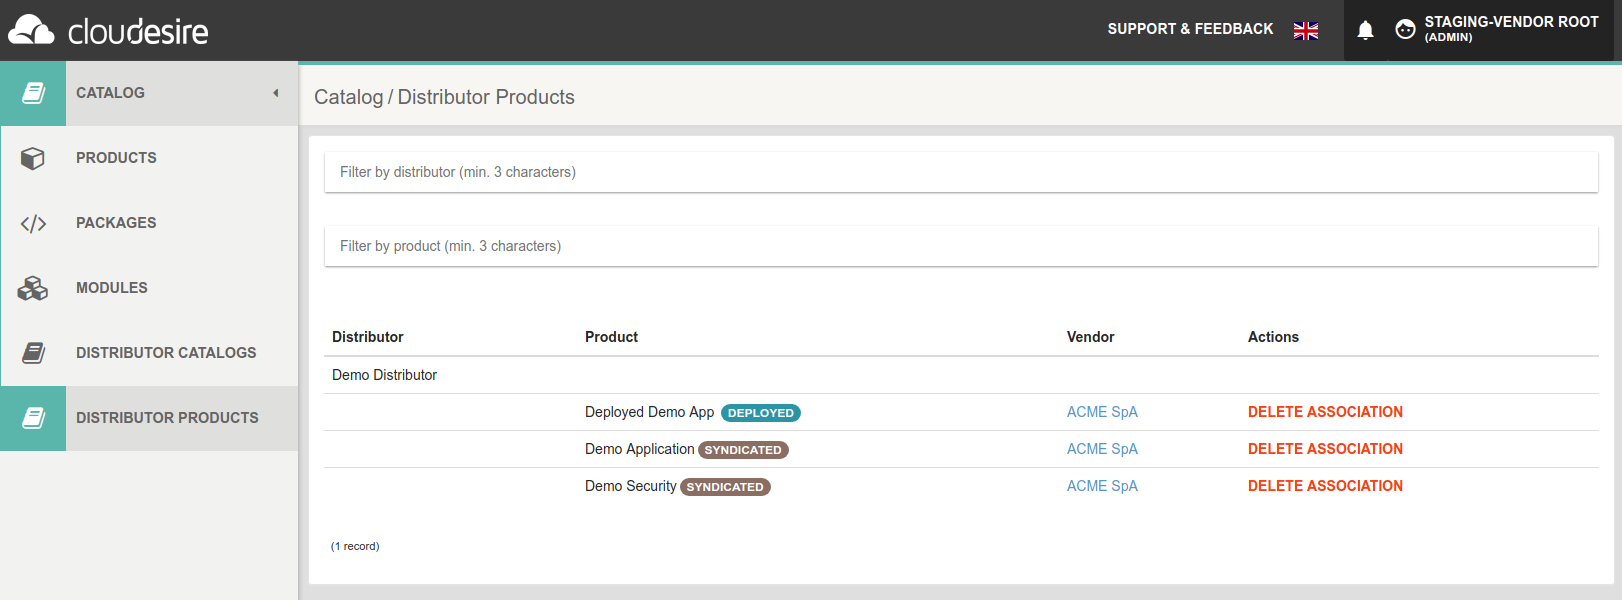 cloudesire
SUPPORT & FEEDBACK
STAGING-VENDOR ROOT
(ADMIN)
CATALOG
PRODUCTS
PACKAGES
MODULES
DISTRIBUTOR CATALOGS
DISTRIBUTOR PRODUCTS
Catalog / Distributor Products
Filter by distributor (min. 3 characters)
Filter by product (min. 3 characters)
Distributor Product Vendor Actions
Demo Distributor
Deployed Demo App DEPLOYED ACME SpA DELETE ASSOCIATION
Demo Application SYNDICATED ACME SpA DELETE ASSOCIATION
Demo Security SYNDICATED ACME SpA DELETE ASSOCIATION
(1 record)